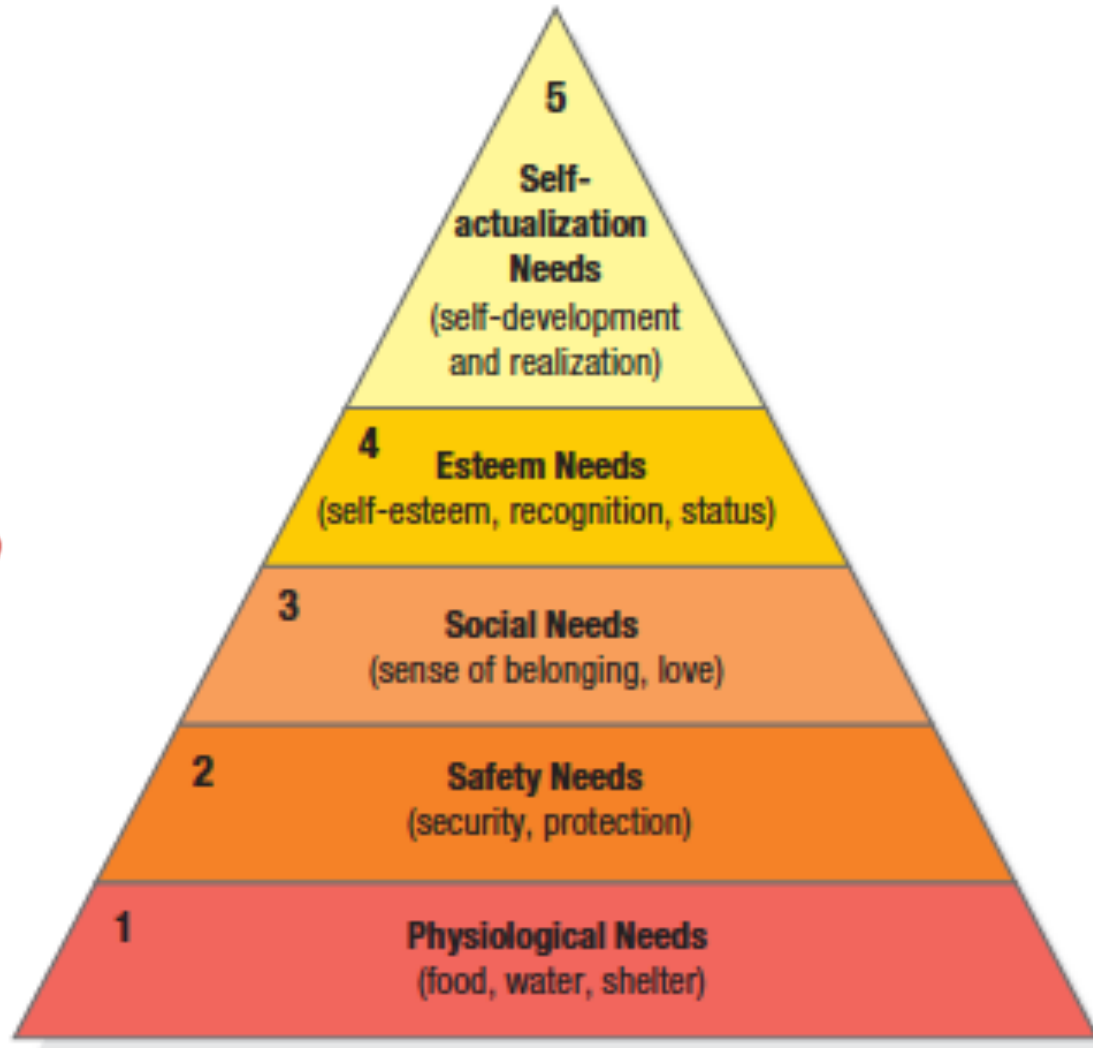 5
Self-
actualization
Needs
(self-development
and realization)
4
Esteem Needs
(self-esteem, recognition, status)
3
Social Needs
(sense of belonging, love)
2
Safety Needs
(security, protection)
1
Physiological Needs
(food, water, shelter)